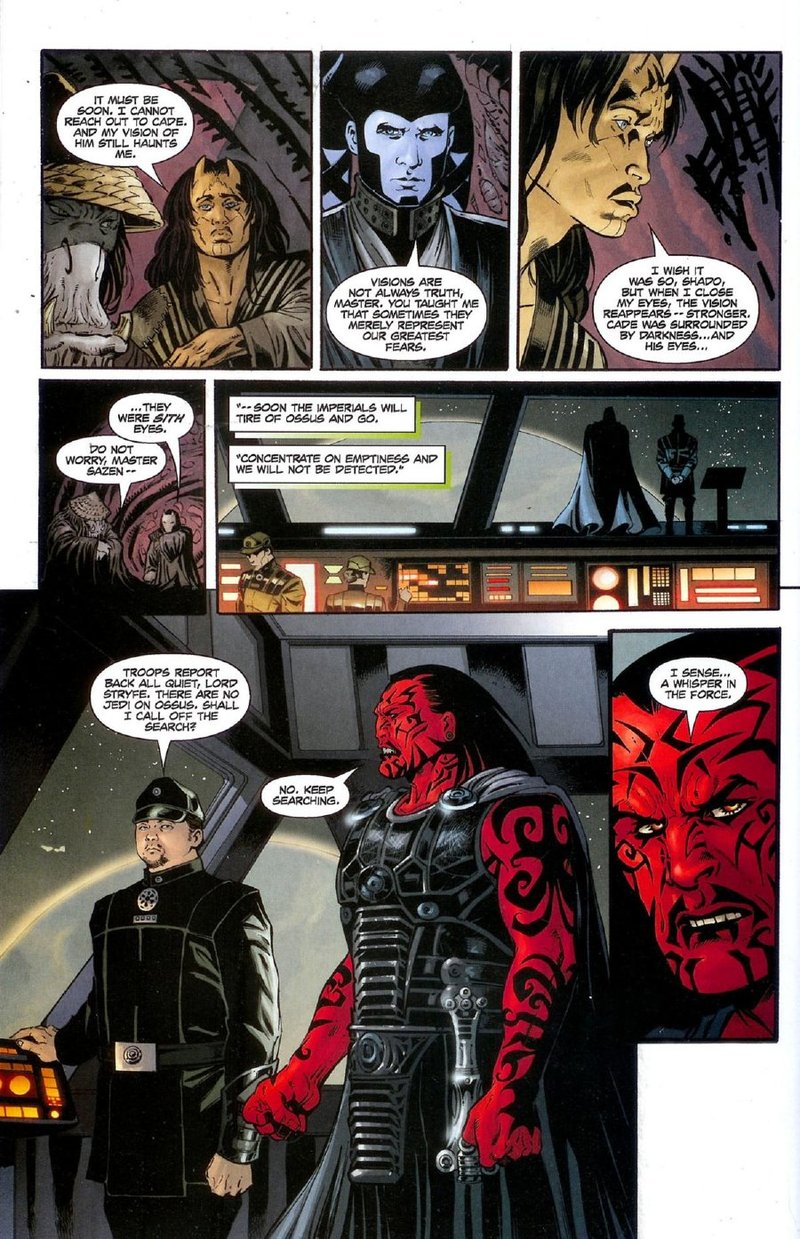 IT MUST BE
SOON. I CANNOT
REACH OUT TO CADE.
AND MY VISION OF
HIM STILL HAUNTS
ME.
VISIONS ARE
NOT ALWAYS TRUTH,
MASTER. YOU TAUGHT ME
THAT SOMETIMES THEY
MERELY REPRESENT
OUR GREATEST
FEARS.
I WISH IT
WAS SO, SHADO,
BUT WHEN I CLOSE
MY EYES, THE VISION
REAPPEARS -- STRONGER.
CADE WAS SURROUNDED
BY DARKNESS...AND
HIS EYES...
...THEY
WERE SITH
EYES.
DO NOT
WORRY, MASTER
SAZEN --
"-- SOON THE IMPERIALS WILL
TIRE OF OSSUS AND GO.
"CONCENTRATE ON EMPTINESS AND
WE WILL NOT BE DETECTED."
TROOPS REPORT
BACK ALL QUIET, LORD
STRYFE. THERE ARE NO
JEDI ON OSSUS. SHALL
I CALL OFF THE
SEARCH?
NO. KEEP
SEARCHING.
I SENSE...
A WHISPER IN
THE FORCE.